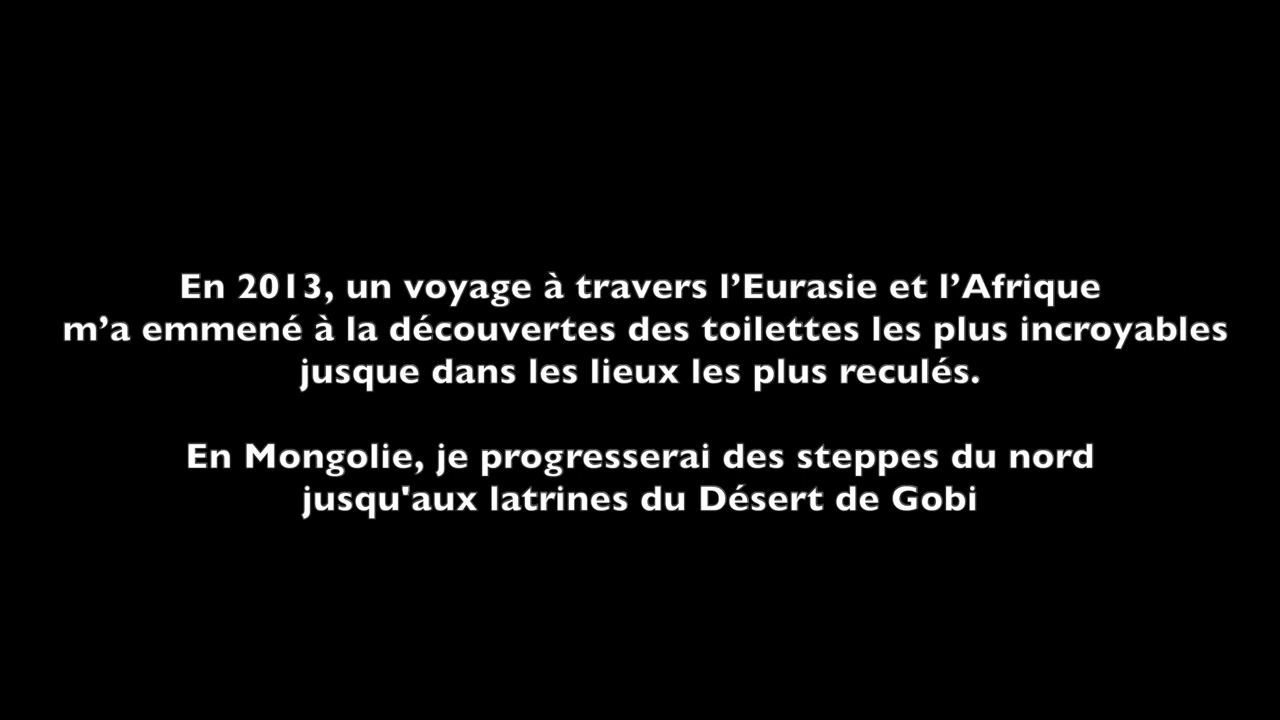 En 2013, un voyage à travers l’Eurasie et l’Afrique
m’a emmené à la découvertes des toilettes les plus incroyables
jusque dans les lieux les plus reculés.
En Mongolie, je progresserai des steppes du nord
jusqu'aux latrines du Désert de Gobi